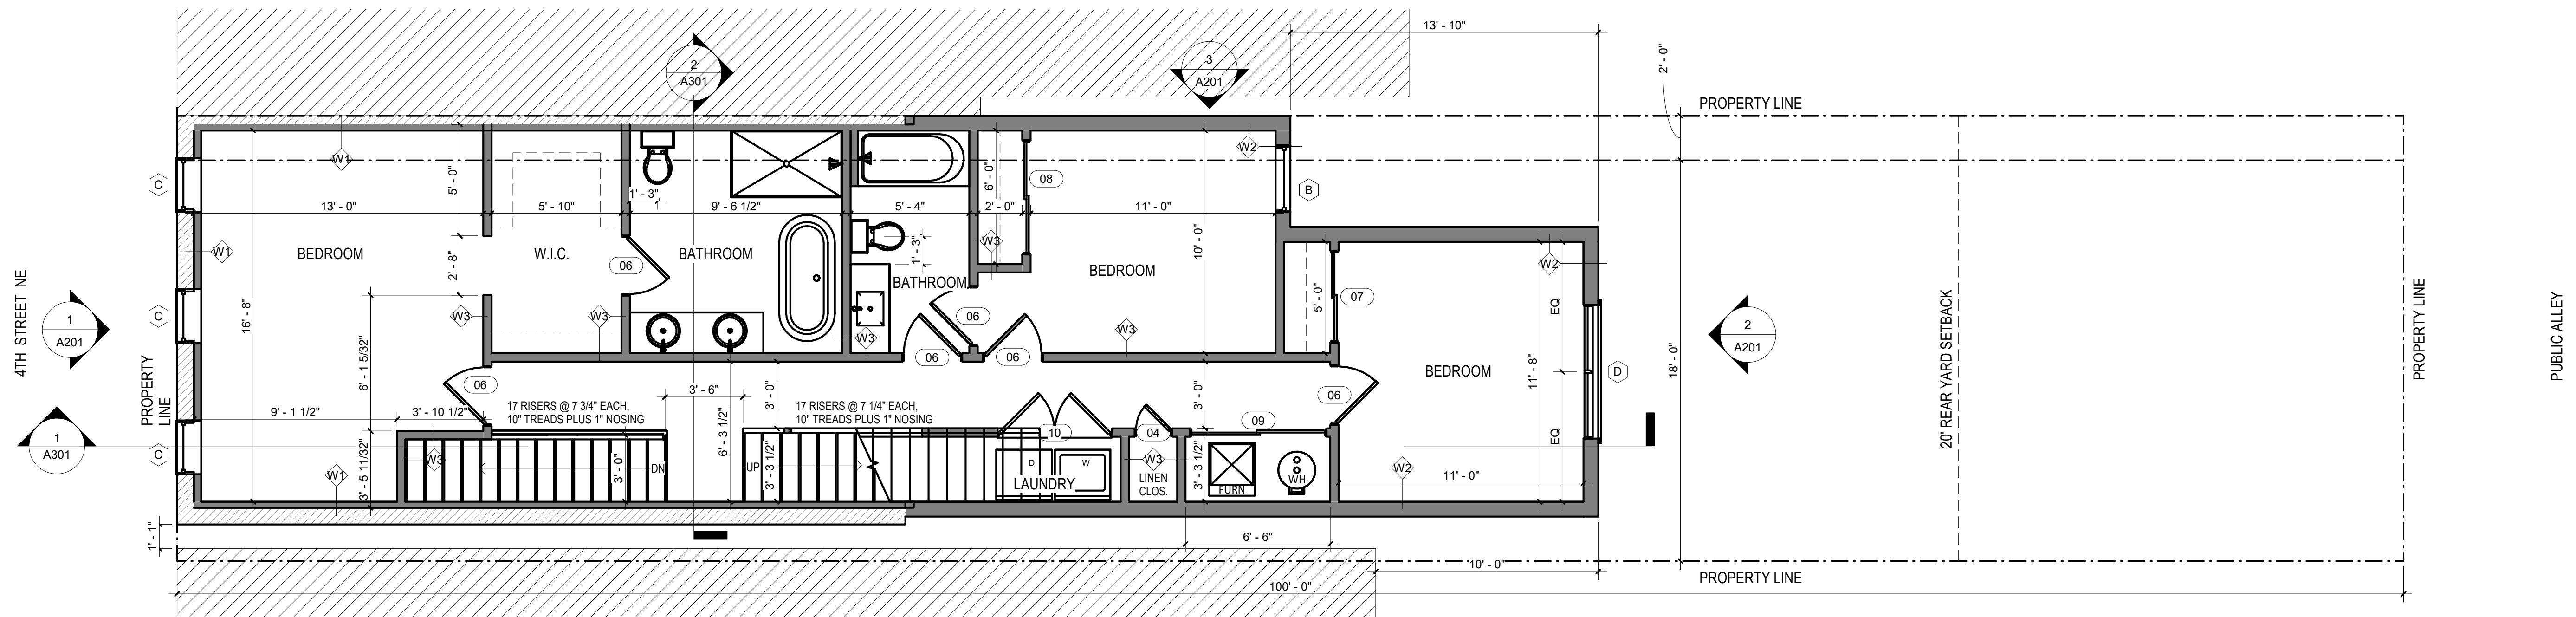 13' - 10"
2' - 0"
2
A301
3
A201
PROPERTY LINE
W1
W2
C
5' - 0"
1' - 3"
6' - 0"
08
B
13' - 0"
5' - 10"
9' - 6 1/2"
5' - 4"
2' - 0"
11' - 0"
W1
BEDROOM
W.I.C.
06
BATHROOM
1' - 3"
W3
10' - 0"
W2
2' - 8"
BATHROOM
BEDROOM
4TH STREET NE
1
A201
C
16' - 8"
W3
W3
W3
06
W3
5' - 0"
07
EQ
2
A201
20' REAR YARD SETBACK
PROPERTY LINE
PUBLIC ALLEY
6' - 1 5/32"
06
06
06
PROPERTY
LINE
3' - 6"
3' - 0"
3' - 0"
06
BEDROOM
11' - 8"
D
18' - 0"
9' - 1 1/2"
3' - 10 1/2"
17 RISERS @ 7 3/4" EACH,
10" TREADS PLUS 1" NOSING
17 RISERS @ 7 1/4" EACH,
10" TREADS PLUS 1" NOSING
1
A301
C
W3
W1
3' - 5 11/32"
3' - 0"
DN
6' - 3 1/2"
UP
3' - 3 1/2"
10
04
09
EQ
D
W
LAUNDRY
W3
LINEN
CLOS.
3' - 3 1/2"
FURN
WH
W2
11' - 0"
1' - 1"
6' - 6"
10' - 0"
PROPERTY LINE
100' - 0"